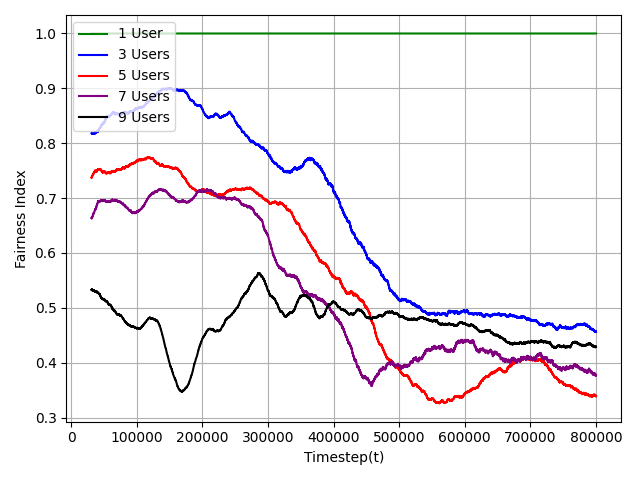 1.0
0.9
0.8
0.7
0.6
0.5
0.4
0.3
Fairness Index
1 User
3 Users
5 Users
7 Users
9 Users
0 100000 200000 300000 400000 500000 600000 700000 800000
Timestep(t)